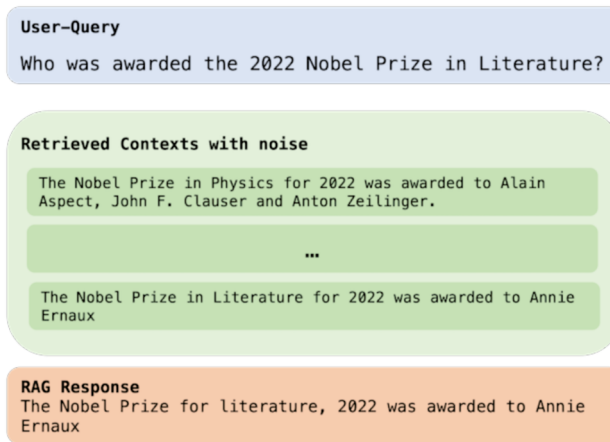 User-Query
Who was awarded the 2022 Nobel Prize in Literature?
Retrieved Contexts with noise
The Nobel Prize in Physics for 2022 was awarded to Alain
Aspect, John F. Clauser and Anton Zeilinger.
…
The Nobel Prize in Literature for 2022 was awarded to Annie
Ernaux
RAG Response
The Nobel Prize for literature, 2022 was awarded to Annie
Ernaux